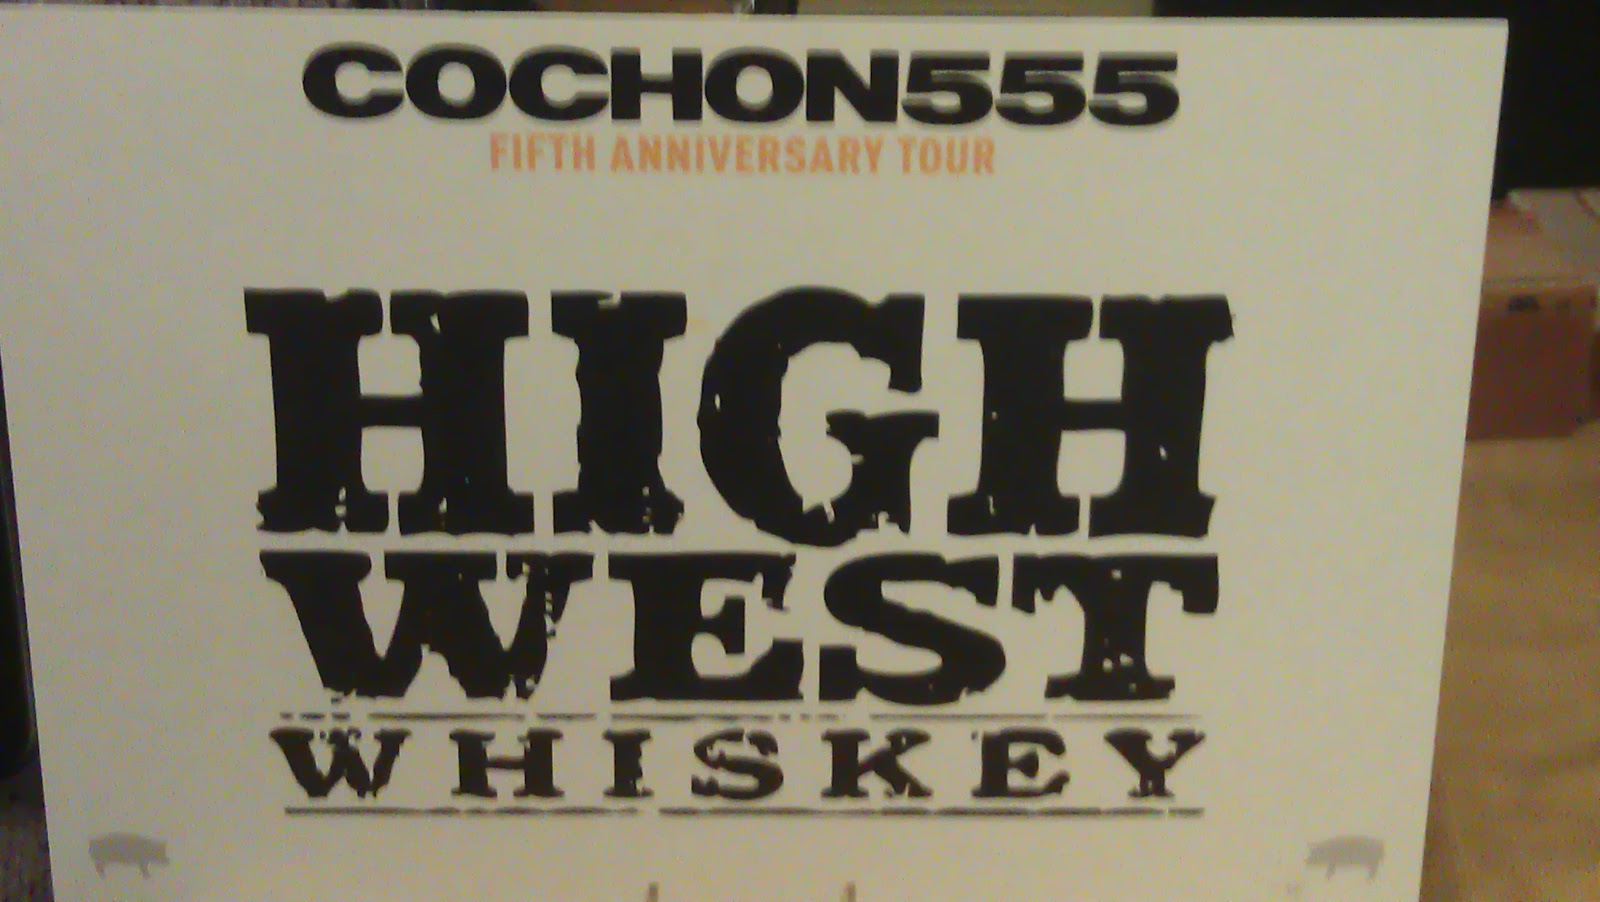 COCHON555
FIFTH ANNIVERSARY TOUR
HIGH
WEST
WHISKEY